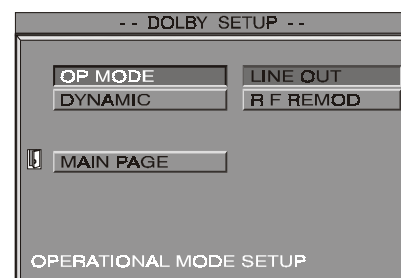 - - DOLBY SETUP - -
OP MODE LINE OUT
DYNAMIC R F REMOD
MAIN PAGE
OPERATIONAL MODE SETUP